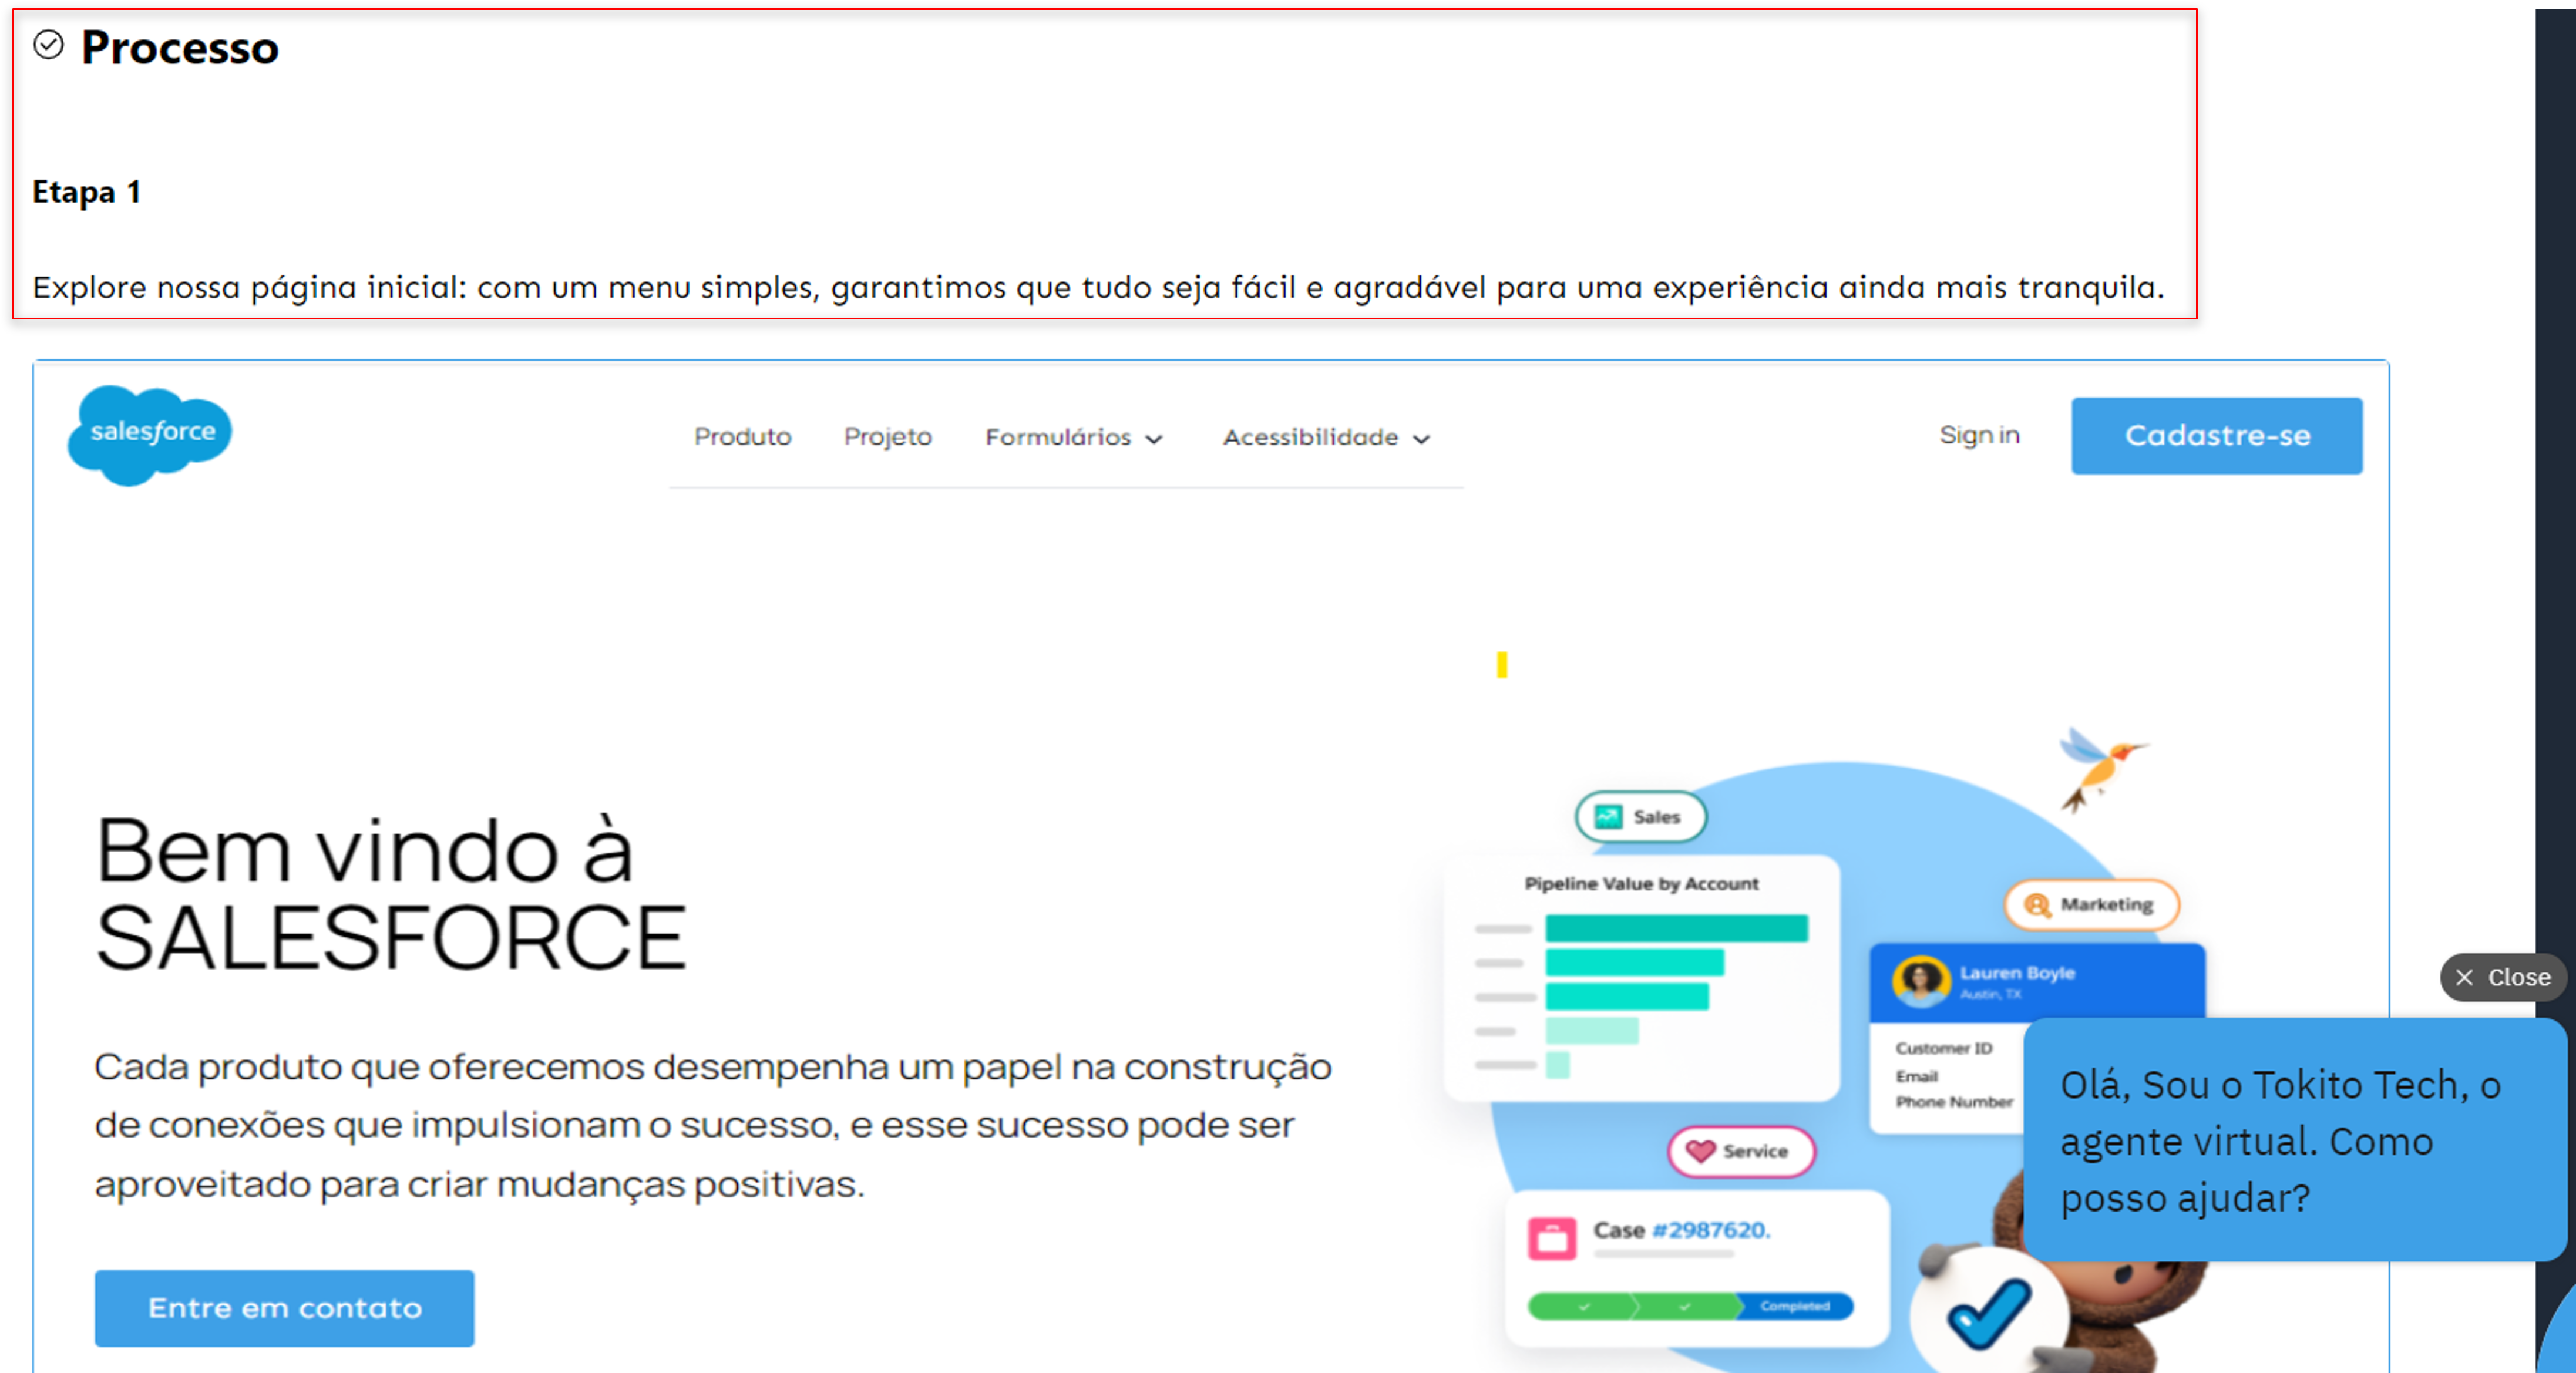 Processo
Etapa 1
Explore nossa página inicial: com um menu simples, garantimos que tudo seja fácil e agradável para uma experiência ainda mais tranquila.
salesforce
Produto Projeto Formulários Acessibilidade Sign in Cadastre-se
Bem vindo à
SALESFORCE
Cada produto que oferecemos desempenha um papel na construção
de conexões que impulsionam o sucesso, e esse sucesso pode ser
aproveitado para criar mudanças positivas.
Entre em contato
Sales
Pipeline Value by Account
Marketing
Lauren Boyle
Austin, TX
Customer ID
Email
Phone Number
Service
Case #2987620.
Completed
Close
Olá, Sou o Tokito Tech, o
agente virtual. Como
posso ajudar?